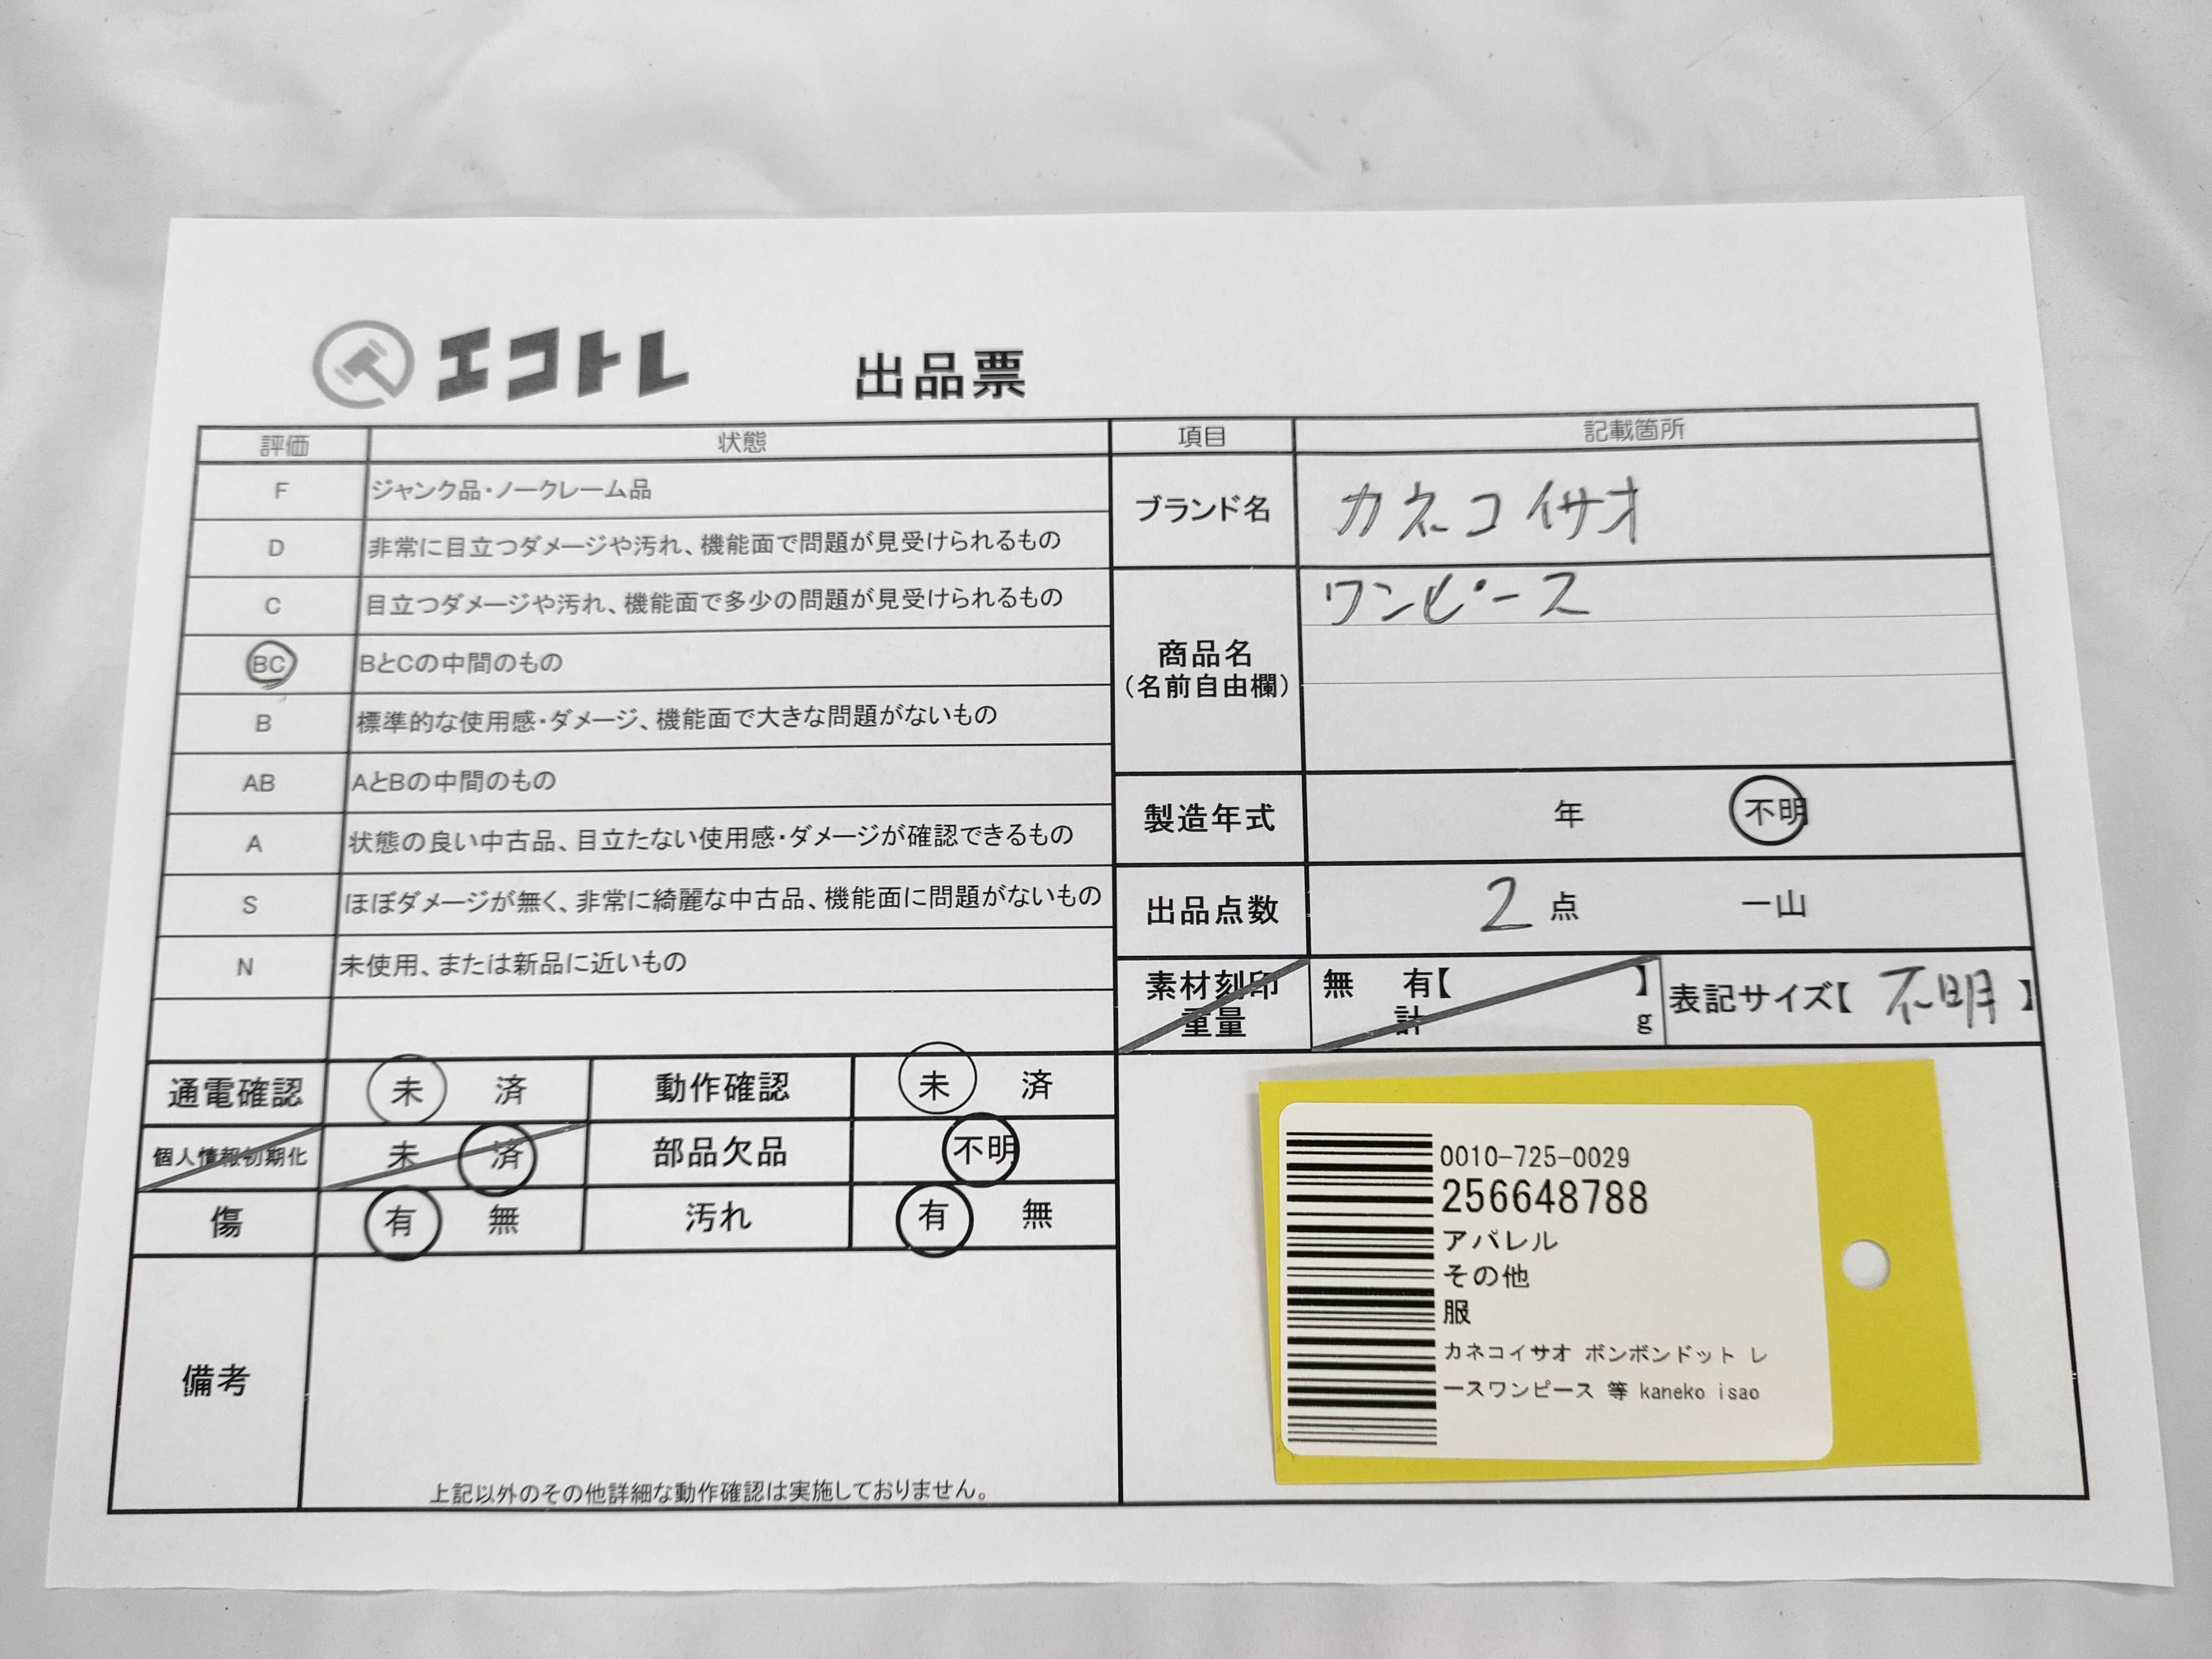 エコトレ 出品票
評価 状態
F ジャンク品・ノークレーム品
D 非常に目立つダメージや汚れ、機能面で問題が見受けられるもの
C 目立つダメージや汚れ、機能面で多少の問題が見受けられるもの
BC BとCの中間のもの
B 標準的な使用感・ダメージ、機能面で大きな問題がないもの
AB AとBの中間のもの
A 状態の良い中古品、目立たない使用感・ダメージが確認できるもの
S ほぼダメージが無く、非常に綺麗な中古品、機能面に問題がないもの
N 未使用、または新品に近いもの
通電確認 未 済 動作確認 未 済
個人情報初期化 未 済 部品欠品 不明
傷 有 無 汚れ 有 無
備考
上記以外のその他詳細な動作確認は実施しておりません。
項目 記載箇所
ブランド名 カネコイサオ
商品名 ワンピース
(名前自由欄)
製造年式 年 不明
出品点数 2 点 一山
素材刻印 無 有【 】 表記サイズ【 不明 】
重量 計 g
0010-725-0029
256648788
アパレル
その他
服
カネコイサオ ボンボンドット レ
ースワンピース 等 kaneko isao